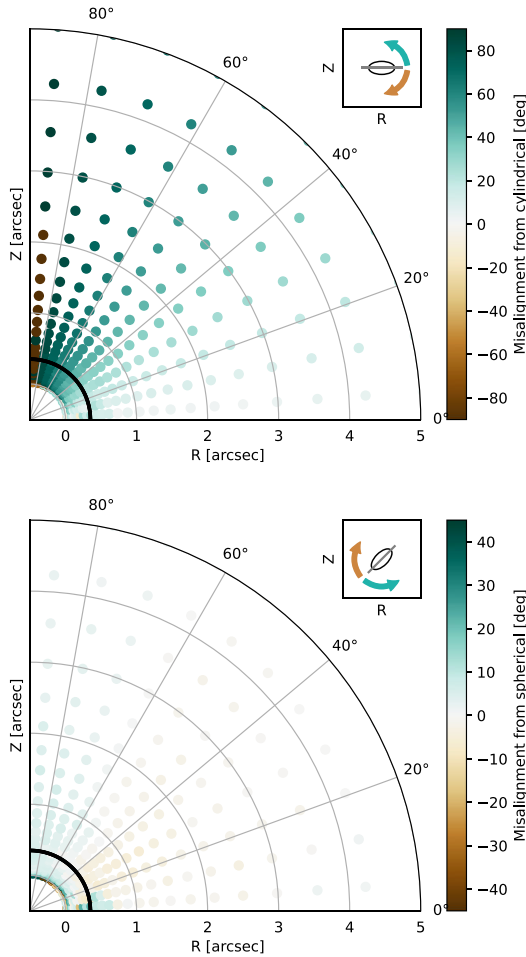 80°
60°
40°
20°
0°
Z [arcsec]
0 1 2 3 4 5
R [arcsec]
Z
R
80
60
40
20
0
−20
−40
−60
−80
Misalignment from cylindrical [deg]
80°
60°
40°
20°
0°
Z [arcsec]
0 1 2 3 4 5
R [arcsec]
Z
R
40
30
20
10
0
−10
−20
−30
−40
Misalignment from spherical [deg]